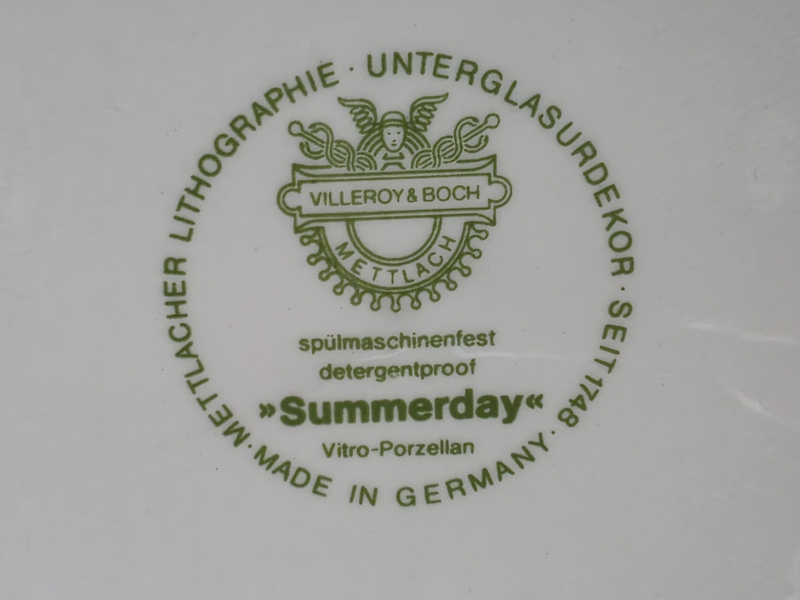 METTLACHER LITHOGRAPHIE · UNTERGLASURDEKOR · SEIT 1748 ·
VILLEROY & BOCH
METTLACH
spülmaschinenfest
detergentproof
»Summerday«
Vitro-Porzellan
MADE IN GERMANY ·